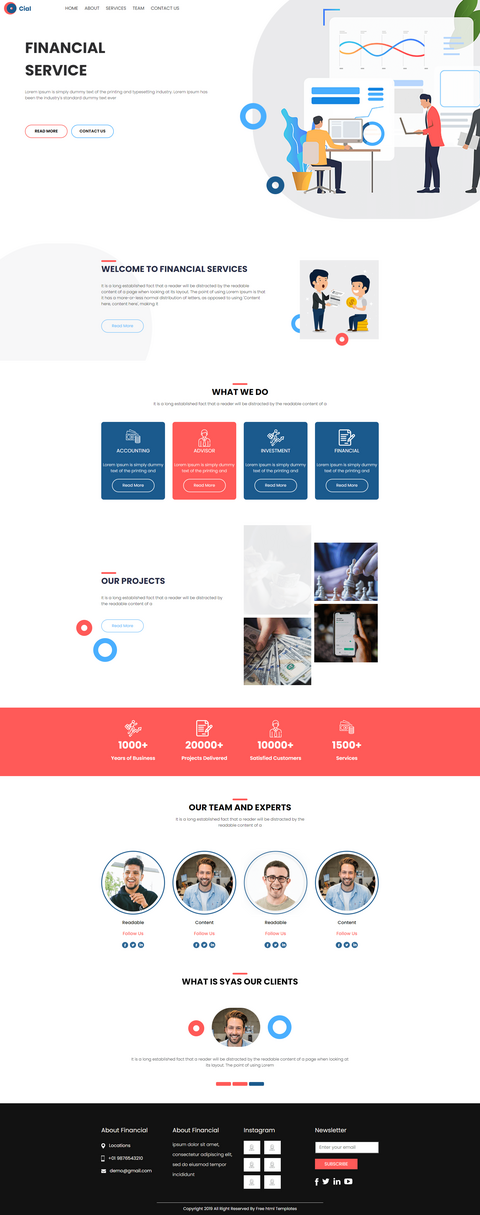 Cial
HOME ABOUT SERVICES TEAM CONTACT US
FINANCIAL
SERVICE
Lorem ipsum is simply dummy text of the printing and typesetting industry. Lorem Ipsum has
been the industry's standard dummy text ever
READ MORE CONTACT US
WELCOME TO FINANCIAL SERVICES
It is a long established fact that a reader will be distracted by the readable
content of a page when looking at its layout. The point of using Lorem Ipsum is that
it has a more-or-less normal distribution of letters, as opposed to using 'Content
here, content here', making it
Read More
WHAT WE DO
It is a long established fact that a reader will be distracted by the readable content of a
ACCOUNTING
Lorem Ipsum is simply dummy
text of the printing and
Read More
ADVISOR
Lorem Ipsum is simply dummy
text of the printing and
Read More
INVESTMENT
Lorem Ipsum is simply dummy
text of the printing and
Read More
FINANCIAL
Lorem Ipsum is simply dummy
text of the printing and
Read More
OUR PROJECTS
It is a long established fact that a reader will be distracted by
the readable content of a
Read More
1000+
Years of Business
20000+
Projects Delivered
10000+
Satisfied Customers
1500+
Services
OUR TEAM AND EXPERTS
It is a long established fact that a reader will be distracted by the
readable content of a
Readable
Follow Us
Content
Follow Us
Readable
Follow Us
Content
Follow Us
WHAT IS SYAS OUR CLIENTS
It is a long established fact that a reader will be distracted by the readable content of a page when looking at
its layout. The point of using Lorem
About Financial
Locations
+01 9876543210
demo@gmail.com
About Financial
ipsum dolor sit amet,
consectetur adipiscing elit,
sed do eiusmod tempor
incididunt
Instagram
Newsletter
Enter your email
SUBSCRIBE
Copyright 2019 All Right Reserved By Free html Templates